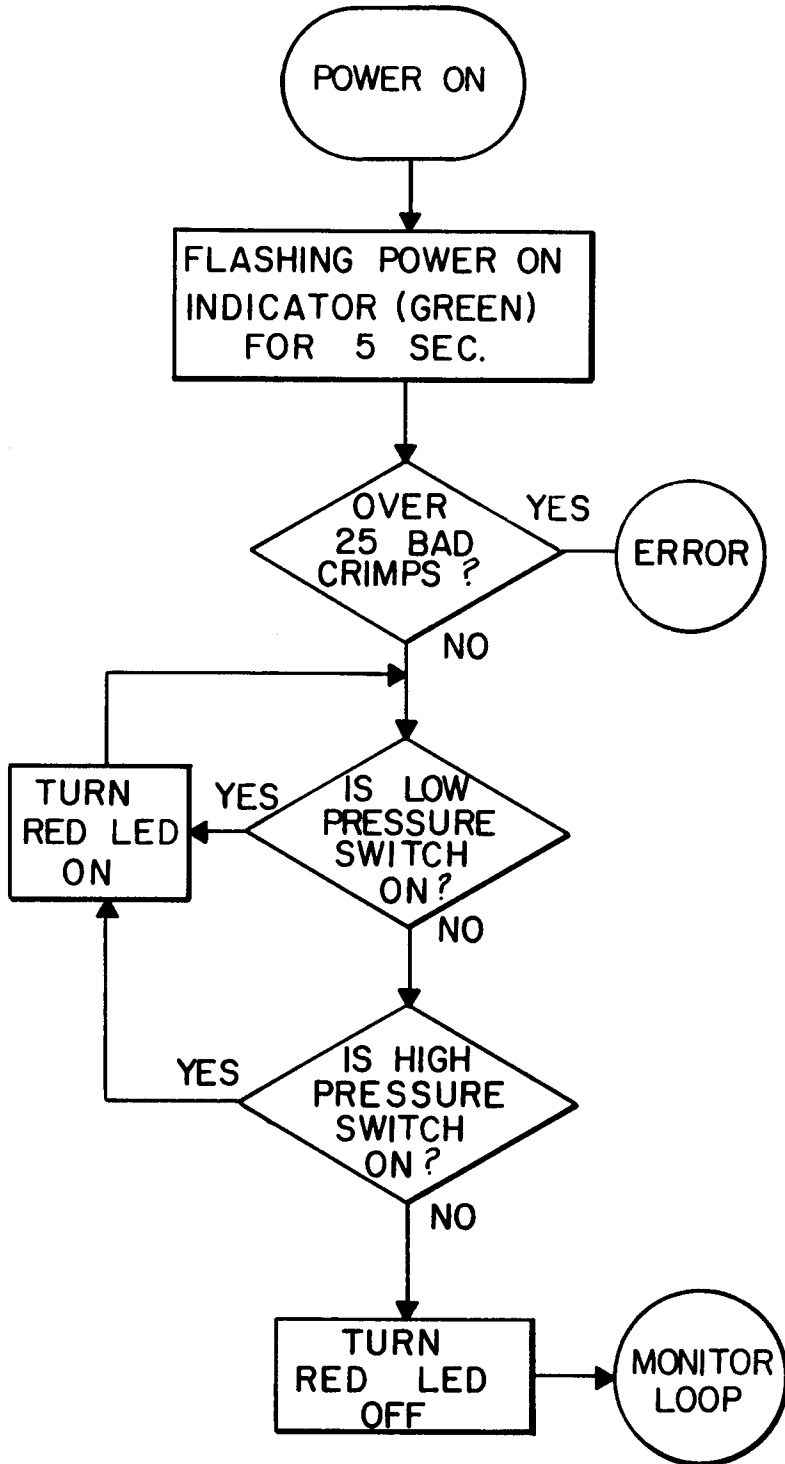 POWER ON
FLASHING POWER ON
INDICATOR (GREEN)
FOR 5 SEC.
OVER
25 BAD
CRIMPS ?
YES
ERROR
NO
TURN
RED LED
ON
YES
IS LOW
PRESSURE
SWITCH
ON?
NO
YES
IS HIGH
PRESSURE
SWITCH
ON?
NO
TURN
RED LED
OFF
MONITOR
LOOP